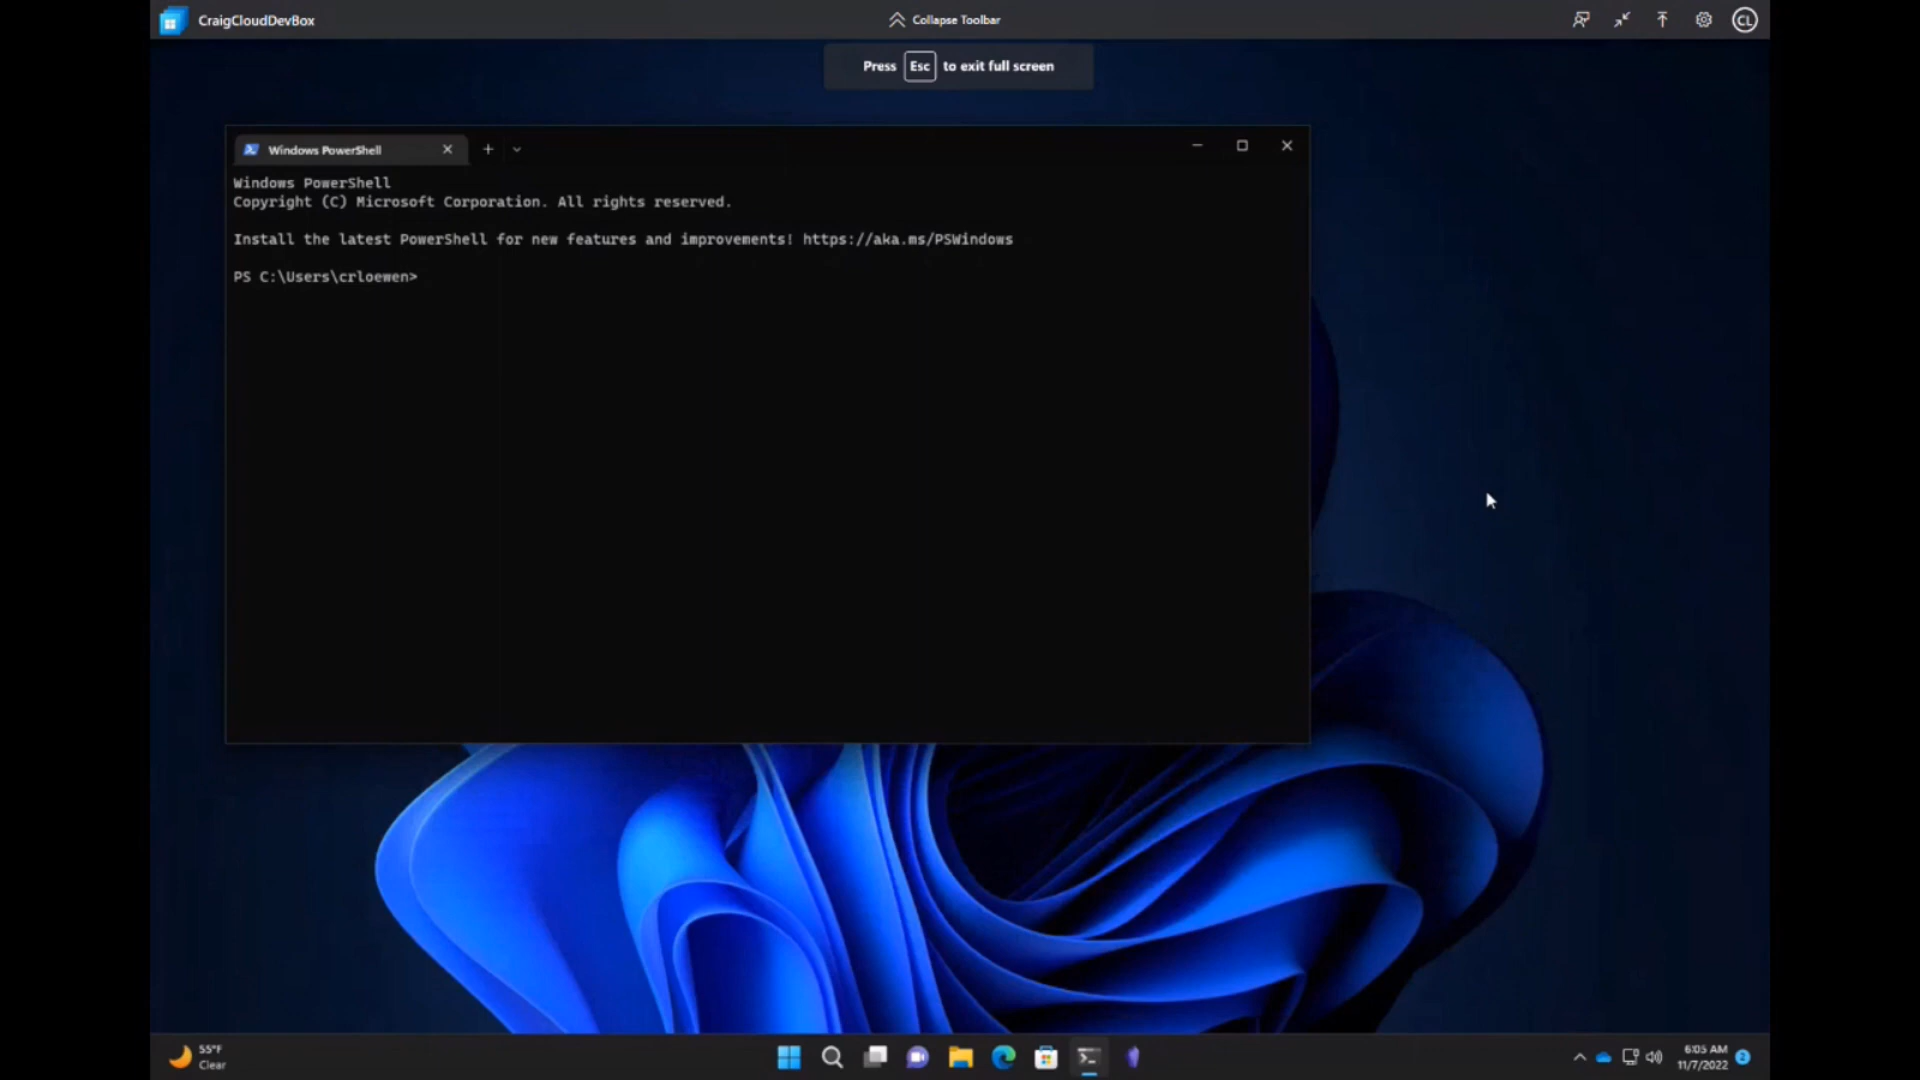 CraigCloudDevBox
Collapse Toolbar
CL
Press Esc to exit full screen
Windows PowerShell
Windows PowerShell
Copyright (C) Microsoft Corporation. All rights reserved.
Install the latest PowerShell for new features and improvements! https://aka.ms/PSWindows
PS C:\Users\crloewen>
55°F
Clear
6:05 AM
11/7/2022
2